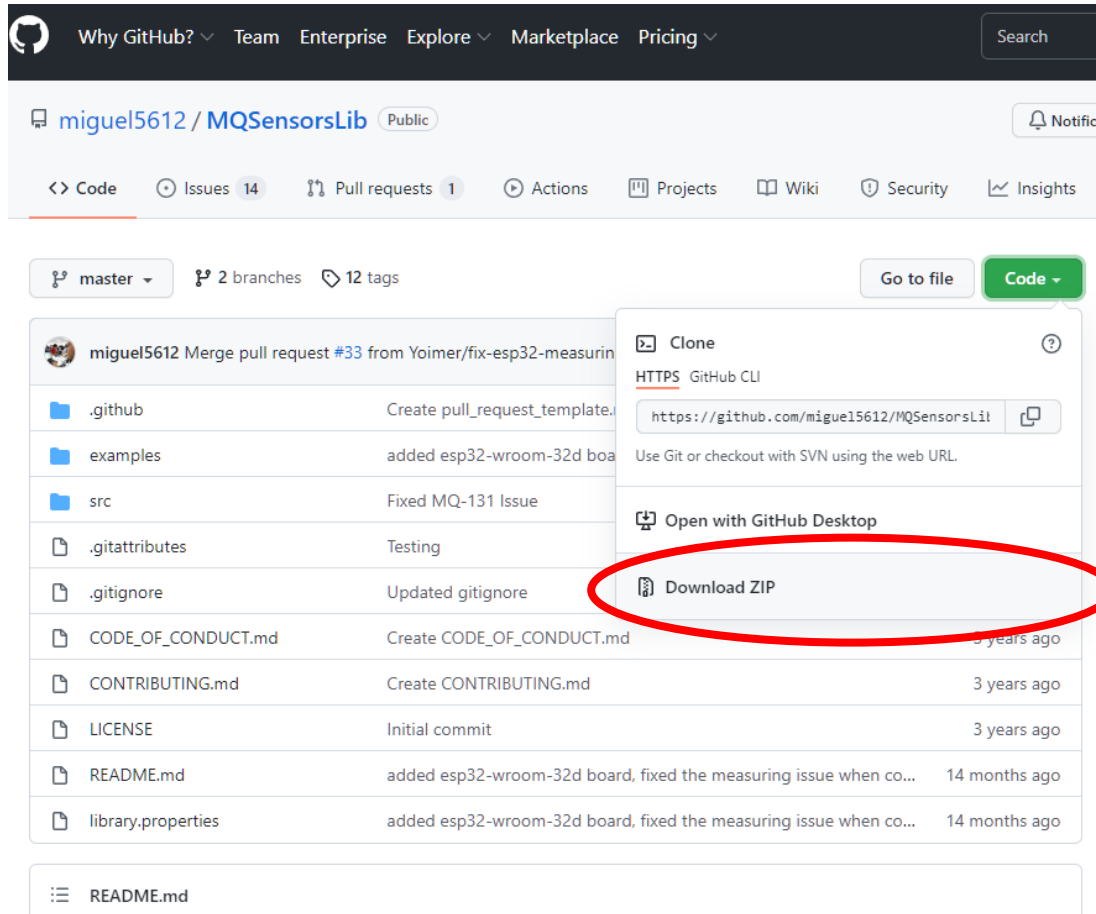 Why GitHub? Team Enterprise Explore Marketplace Pricing Search
miguel5612 / MQSensorsLib Public Notific
<> Code Issues 14 Pull requests 1 Actions Projects Wiki Security Insights
master 2 branches 12 tags Go to file Code
miguel5612 Merge pull request #33 from Yoimer/fix-esp32-measurin
.github Create pull_request_template.
examples added esp32-wroom-32d boa
src Fixed MQ-131 Issue
.gitattributes Testing
.gitignore Updated gitignore
Clone
HTTPS GitHub CLI
https://github.com/miguel5612/MQSensorsLib
Use Git or checkout with SVN using the web URL.
Open with GitHub Desktop
Download ZIP
CODE_OF_CONDUCT.md Create CODE_OF_CONDUCT.md years ago
CONTRIBUTING.md Create CONTRIBUTING.md 3 years ago
LICENSE Initial commit 3 years ago
README.md added esp32-wroom-32d board, fixed the measuring issue when co... 14 months ago
library.properties added esp32-wroom-32d board, fixed the measuring issue when co... 14 months ago
README.md